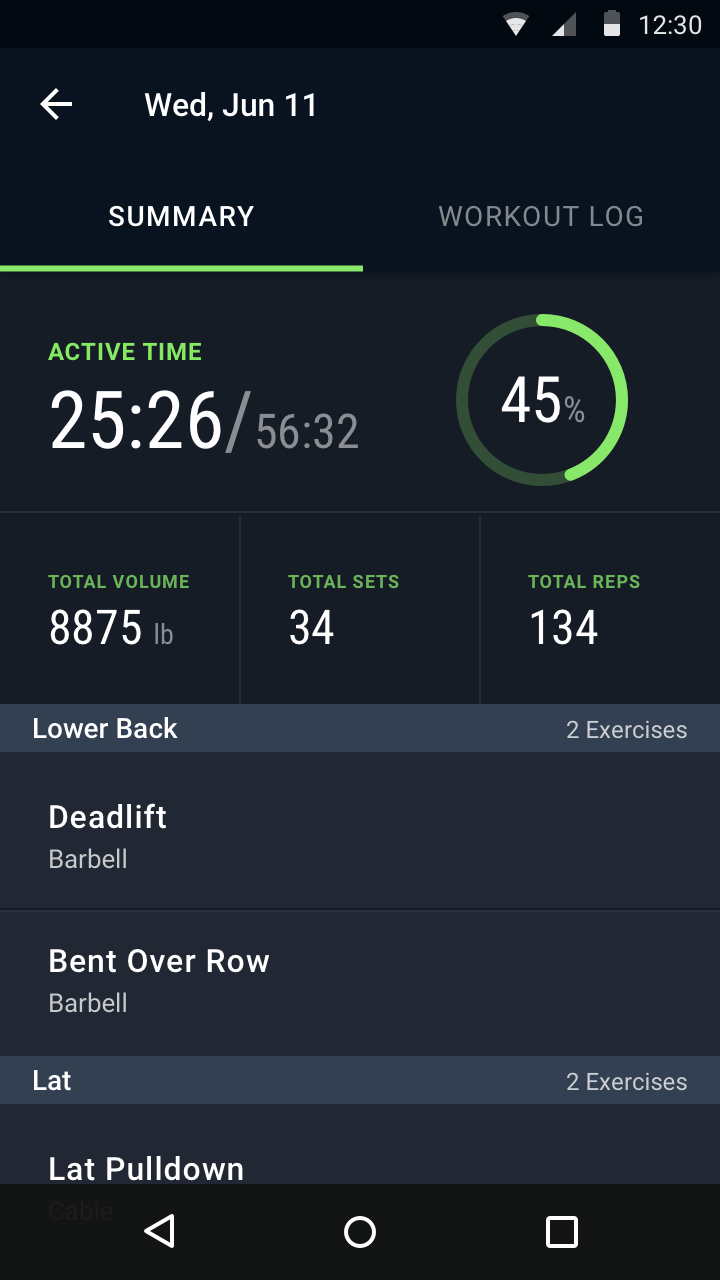 12:30
Wed, Jun 11
SUMMARY WORKOUT LOG
ACTIVE TIME
25:26/56:32
45%
TOTAL VOLUME TOTAL SETS TOTAL REPS
8875 lb 34 134
Lower Back 2 Exercises
Deadlift
Barbell
Bent Over Row
Barbell
Lat 2 Exercises
Lat Pulldown
Cable